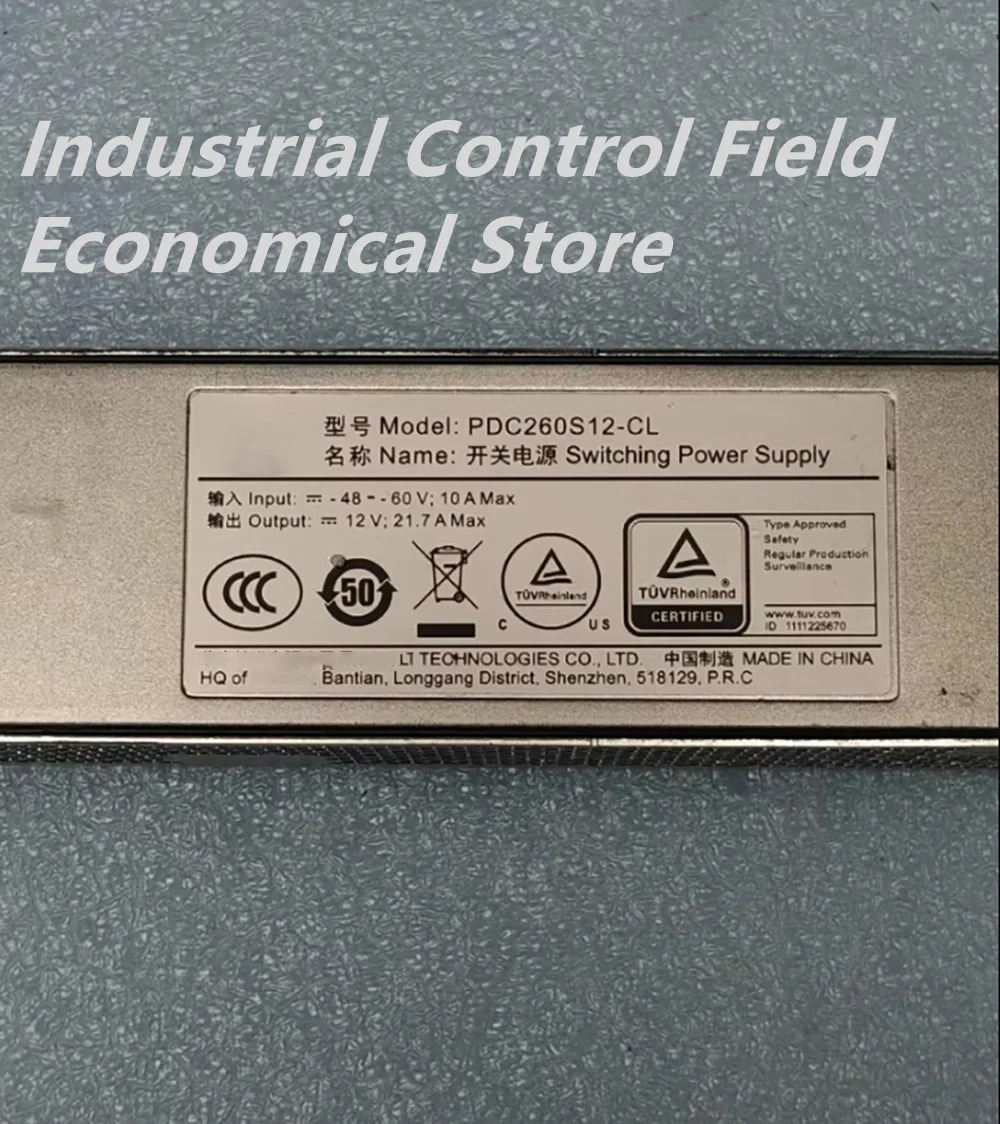 Industrial Control Field
Economical Store
型号 Model: PDC260S12-CL
名称 Name: 开关电源 Switching Power Supply
输入 Input: ⎓ -48 - -60 V; 10 A Max
输出 Output: ⎓ 12 V; 21.7 A Max
CCC
50
TÜVRheinland
C US
TÜVRheinland®
CERTIFIED
Type Approved
Safety
Regular Production
Surveillance
www.tuv.com
ID 1111225670
TECHNOLOGIES CO., LTD. 中国制造 MADE IN CHINA
HQ of Bantian, Longgang District, Shenzhen, 518129, P.R.C